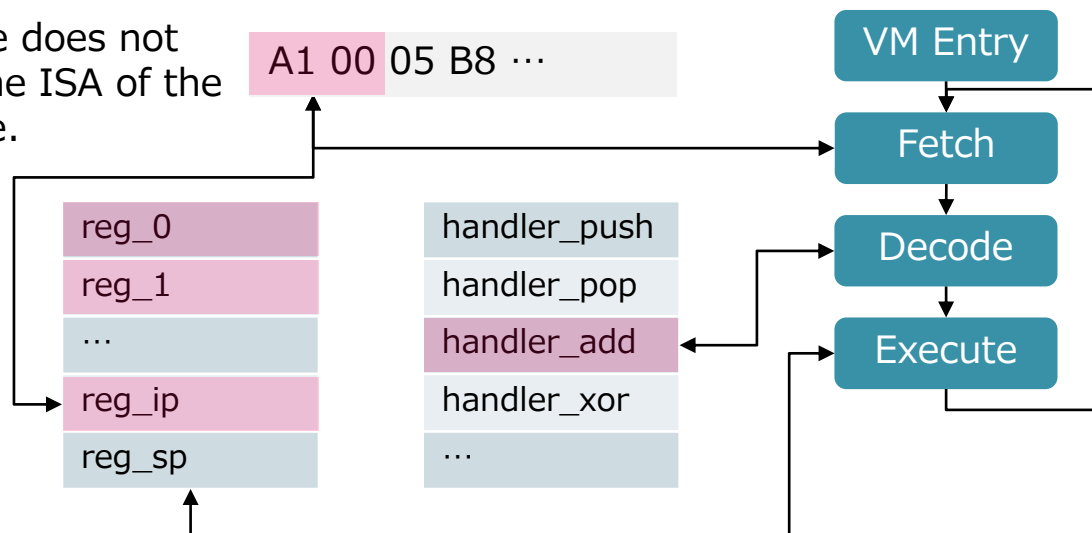 e does not
ne ISA of the
e.
A1 00 05 B8 …
VM Entry
Fetch
Decode
Execute
reg_0
reg_1
…
reg_ip
reg_sp
handler_push
handler_pop
handler_add
handler_xor
…